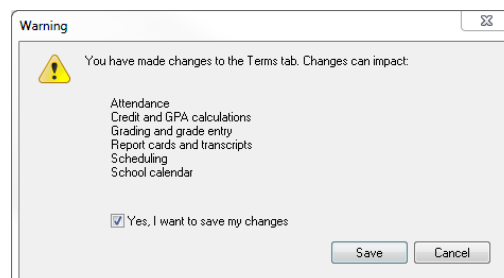 Warning
You have made changes to the Terms tab. Changes can impact:
Attendance
Credit and GPA calculations
Grading and grade entry
Report cards and transcripts
Scheduling
School calendar
Yes, I want to save my changes
Save Cancel